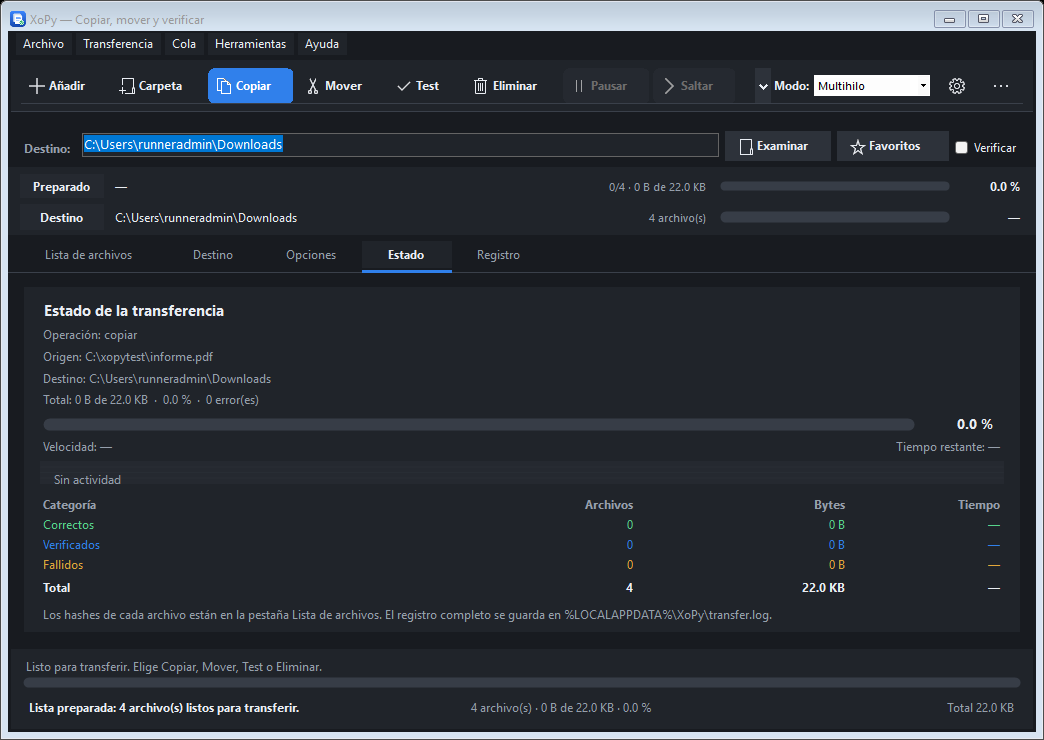 XoPy — Copiar, mover y verificar
Archivo Transferencia Cola Herramientas Ayuda
Añadir Carpeta Copiar Mover Test Eliminar Pausar Saltar Modo: Multihilo ...
Destino: C:\Users\runneradmin\Downloads Examinar Favoritos Verificar
Preparado — 0/4 · 0 B de 22.0 KB 0.0 %
Destino C:\Users\runneradmin\Downloads 4 archivo(s) —
Lista de archivos Destino Opciones Estado Registro
Estado de la transferencia
Operación: copiar
Origen: C:\xopytest\informe.pdf
Destino: C:\Users\runneradmin\Downloads
Total: 0 B de 22.0 KB · 0.0 % · 0 error(es)
0.0 %
Velocidad: — Tiempo restante: —
Sin actividad
Categoría Archivos Bytes Tiempo
Correctos 0 0 B —
Verificados 0 0 B —
Fallidos 0 0 B —
Total 4 22.0 KB —
Los hashes de cada archivo están en la pestaña Lista de archivos. El registro completo se guarda en %LOCALAPPDATA%\XoPy\transfer.log.
Listo para transferir. Elige Copiar, Mover, Test o Eliminar.
Lista preparada: 4 archivo(s) listos para transferir. 4 archivo(s) · 0 B de 22.0 KB · 0.0 % Total 22.0 KB